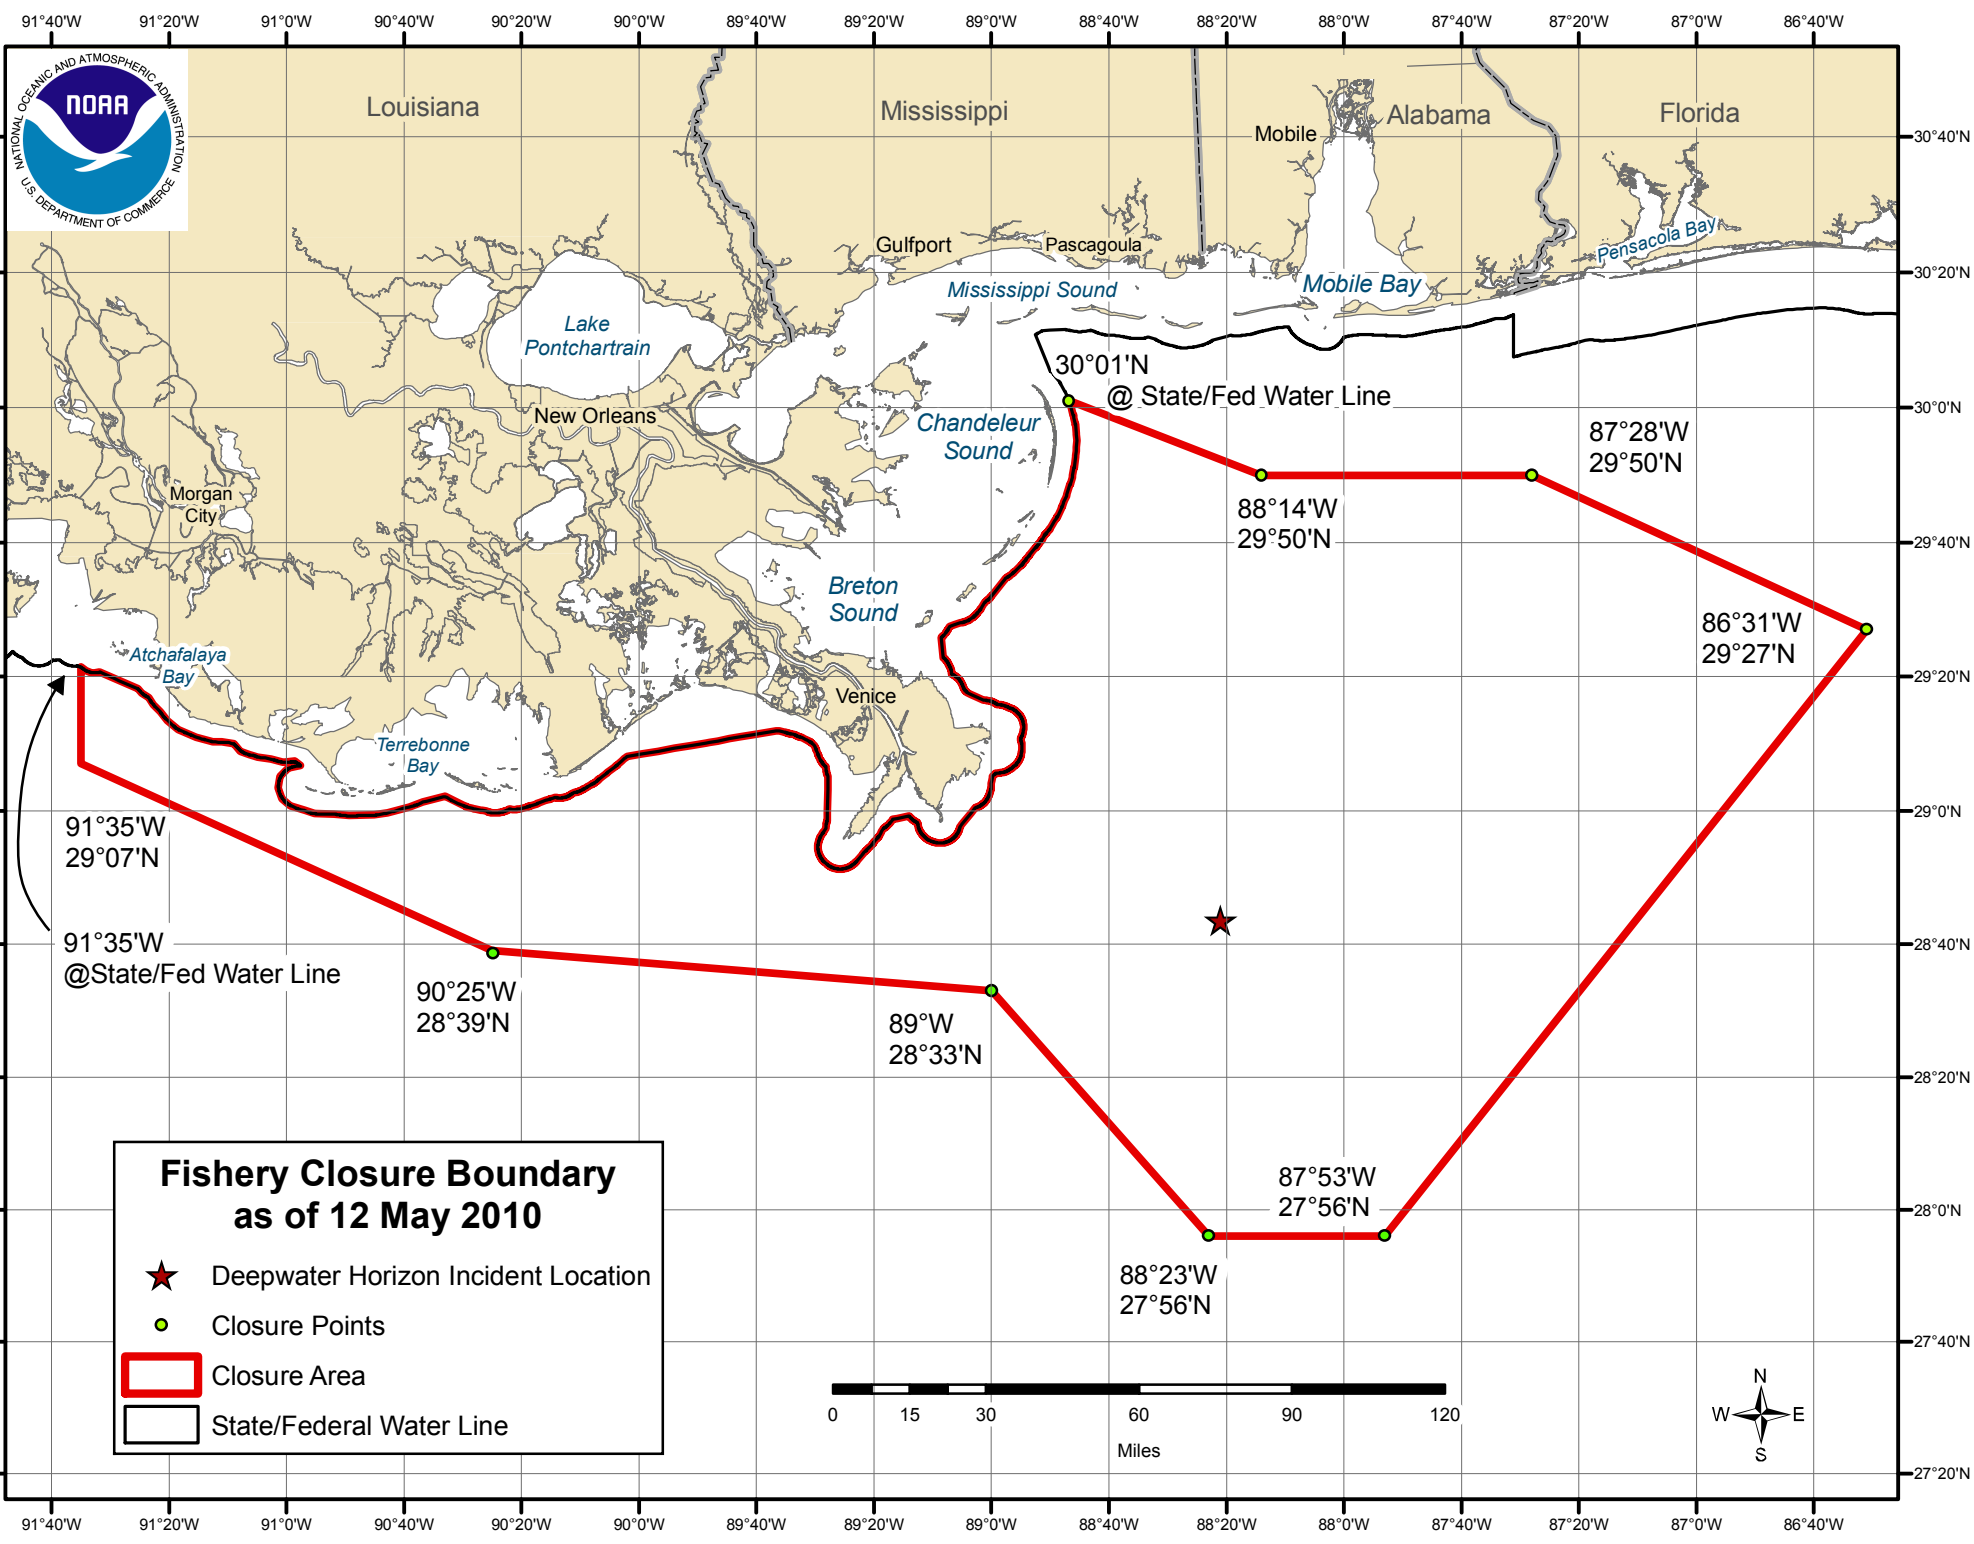 91°40'W 91°20'W 91°0'W 90°40'W 90°20'W 90°0'W 89°40'W 89°20'W 89°0'W 88°40'W 88°20'W 88°0'W 87°40'W 87°20'W 87°0'W 86°40'W
NATIONAL OCEANIC AND ATMOSPHERIC ADMINISTRATION
NOAA
U.S. DEPARTMENT OF COMMERCE
Louisiana
Mississippi
Alabama
Florida
Mobile
30°40'N
Gulfport
Pascagoula
Pensacola Bay
30°20'N
Mississippi Sound
Mobile Bay
Lake
Pontchartrain
30°01'N
@ State/Fed Water Line
30°0'N
New Orleans
Chandeleur
Sound
87°28'W
29°50'N
Morgan
City
88°14'W
29°50'N
29°40'N
Breton
Sound
86°31'W
29°27'N
Atchafalaya
Bay
29°20'N
Venice
Terrebonne
Bay
29°0'N
91°35'W
29°07'N
91°35'W
@State/Fed Water Line
28°40'N
90°25'W
28°39'N
89°W
28°33'N
28°20'N
87°53'W
27°56'N
28°0'N
88°23'W
27°56'N
27°40'N
Fishery Closure Boundary
as of 12 May 2010
Deepwater Horizon Incident Location
Closure Points
Closure Area
State/Federal Water Line
0 15 30 60 90 120
Miles
N
W E
S
27°20'N
91°40'W 91°20'W 91°0'W 90°40'W 90°20'W 90°0'W 89°40'W 89°20'W 89°0'W 88°40'W 88°20'W 88°0'W 87°40'W 87°20'W 87°0'W 86°40'W